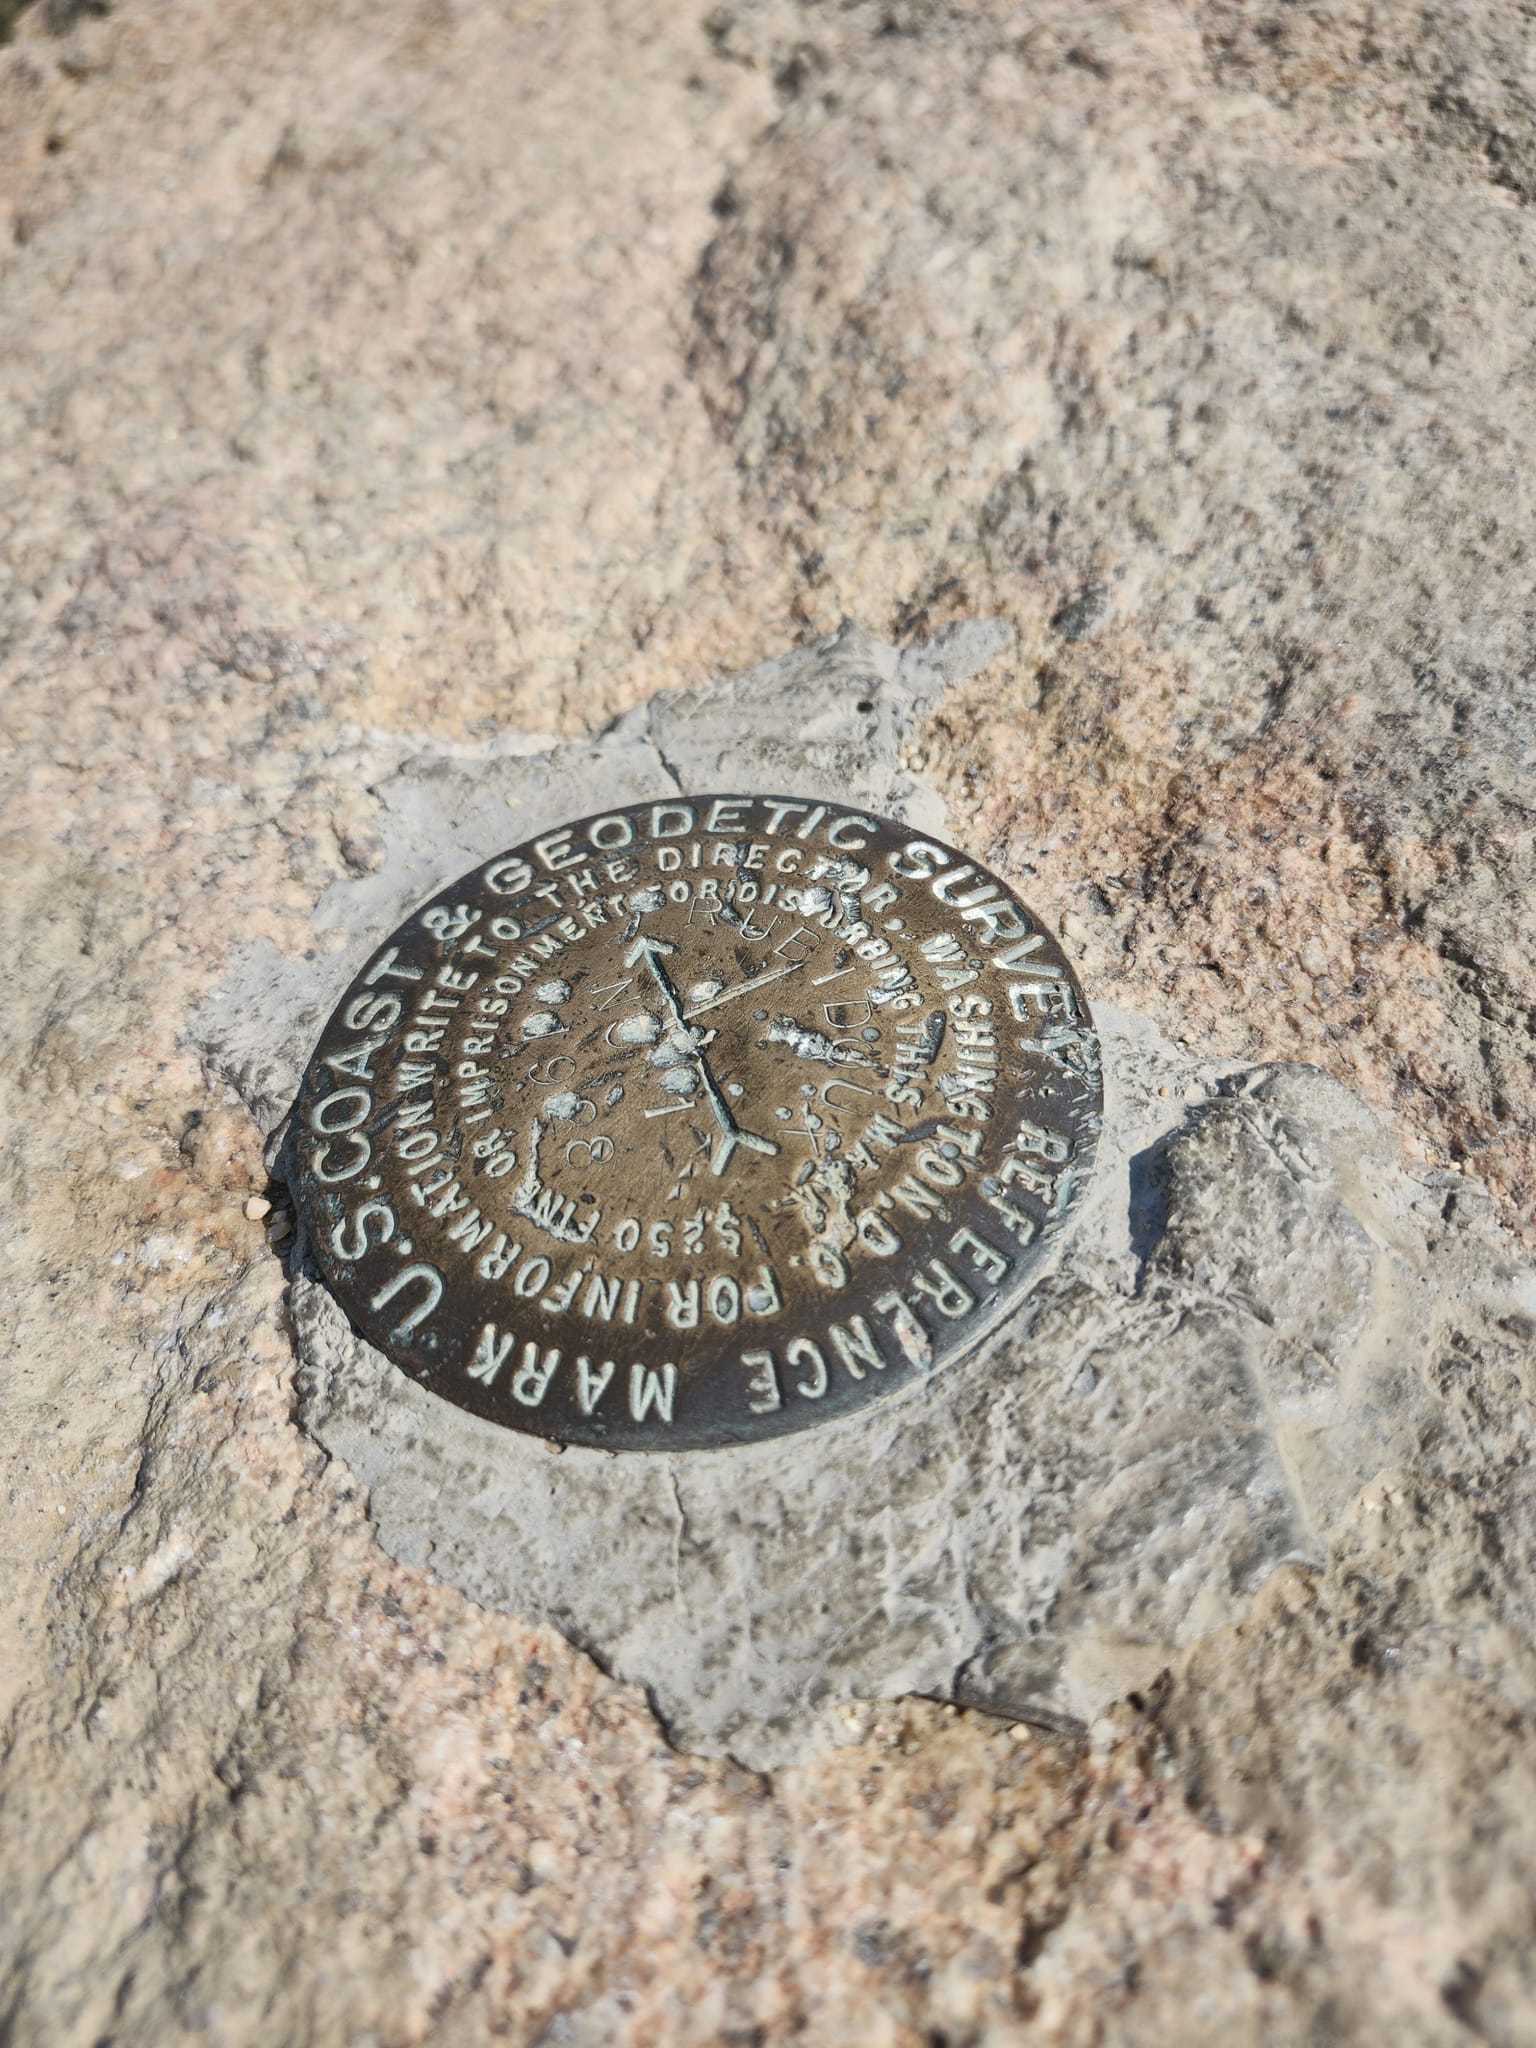 U.S. COAST & GEODETIC SURVEY REFERENCE MARK
FOR INFORMATION WRITE TO THE DIRECTOR, WASHINGTON, D.C.
$250 FINE OR IMPRISONMENT FOR DISTURBING THIS MARK.
RUBIDOUX
NO 1